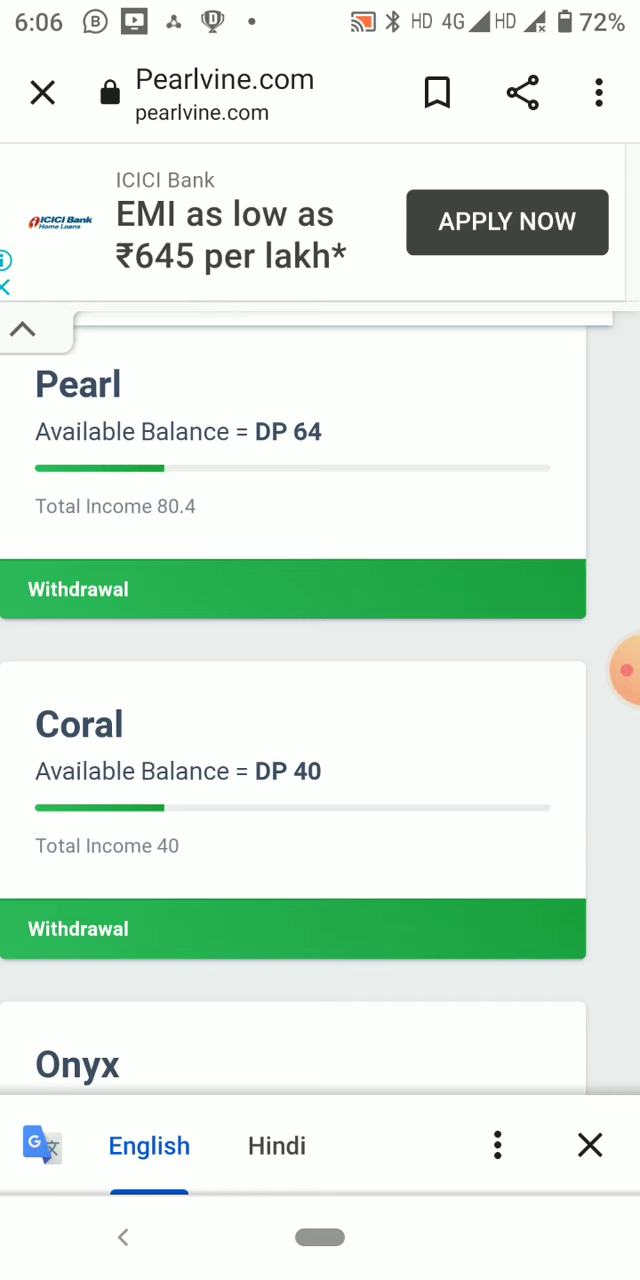 6:06
HD 4G HD 72%
Pearlvine.com
pearlvine.com
ICICI Bank
EMI as low as
₹645 per lakh*
APPLY NOW
ICICI Bank
Home Loans
Pearl
Available Balance = DP 64
Total Income 80.4
Withdrawal
Coral
Available Balance = DP 40
Total Income 40
Withdrawal
Onyx
English Hindi